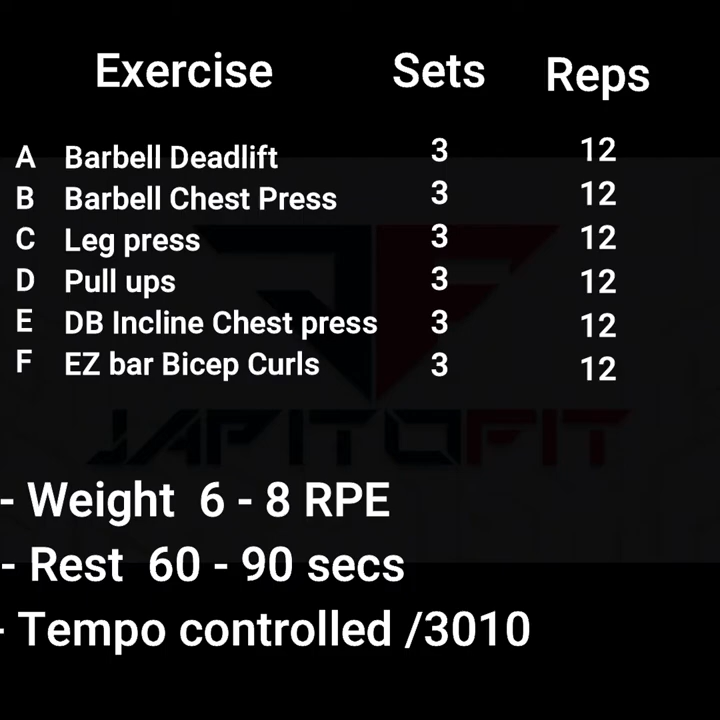 Exercise Sets Reps
A Barbell Deadlift 3 12
B Barbell Chest Press 3 12
C Leg press 3 12
D Pull ups 3 12
E DB Incline Chest press 3 12
F EZ bar Bicep Curls 3 12
JAPITOFIT
- Weight 6 - 8 RPE
- Rest 60 - 90 secs
- Tempo controlled /3010